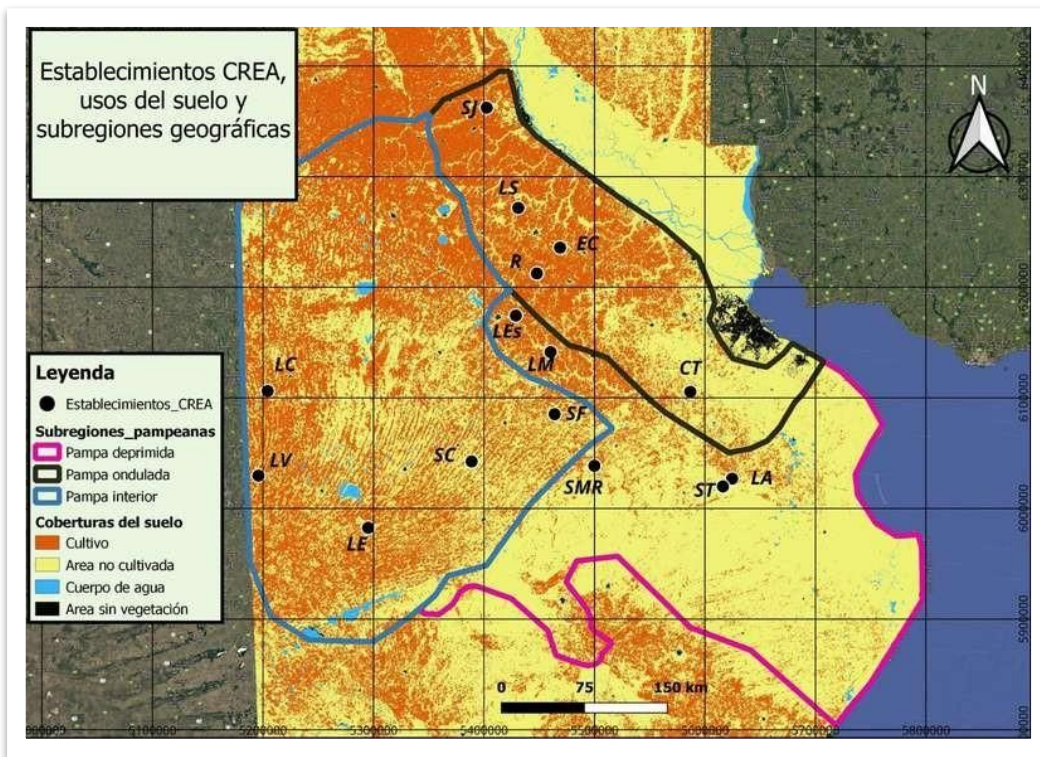 Establecimientos CREA,
usos del suelo y
subregiones geográficas
N
SJ
LS
EC
R
LEs
LM
LC
CT
SF
LV
SC
SMR
ST
LA
LE
Leyenda
Establecimientos_CREA
Subregiones_pampeanas
Pampa deprimida
Pampa ondulada
Pampa interior
Coberturas del suelo
Cultivo
Area no cultivada
Cuerpo de agua
Area sin vegetación
0 75 150 km
5200000 5300000 5400000 5500000 5600000 5700000 5800000
6100000
6000000
5900000